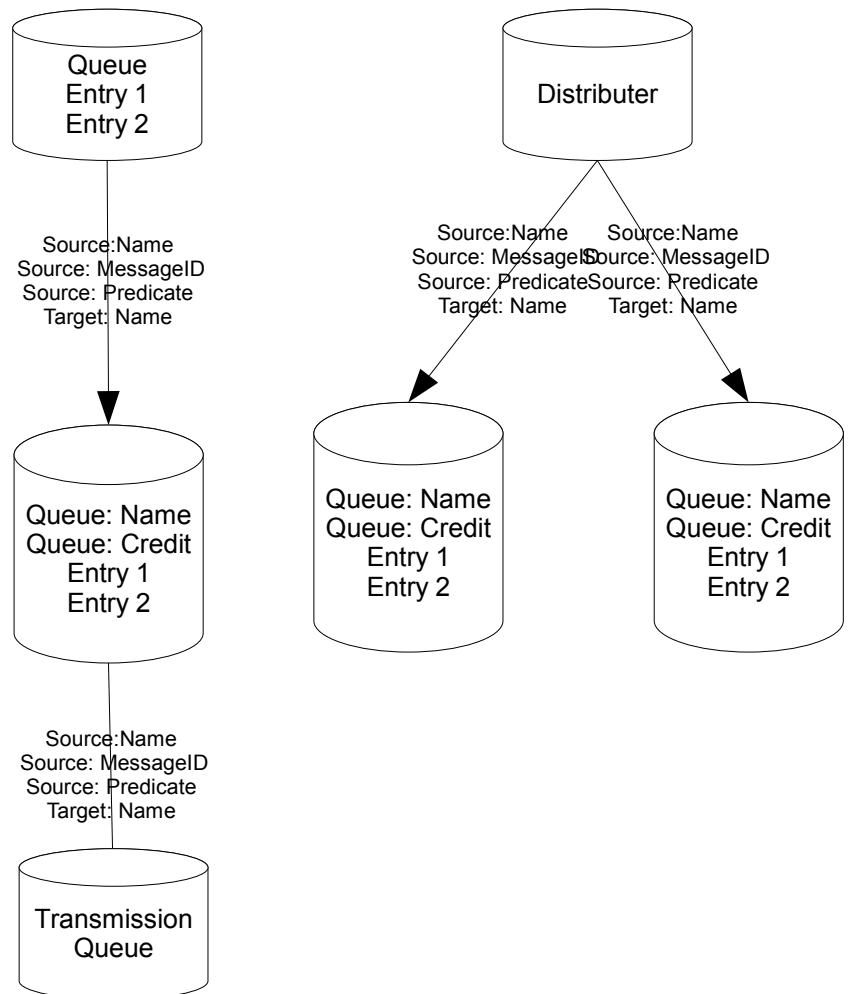 Queue
Entry 1
Entry 2
Distributer
Source:Name
Source: MessageID
Source: Predicate
Target: Name
Source:Name
Source: MessageID
Source: Predicate
Target: Name
Source:Name
Source: MessageID
Source: Predicate
Target: Name
Queue: Name
Queue: Credit
Entry 1
Entry 2
Queue: Name
Queue: Credit
Entry 1
Entry 2
Queue: Name
Queue: Credit
Entry 1
Entry 2
Source:Name
Source: MessageID
Source: Predicate
Target: Name
Transmission
Queue